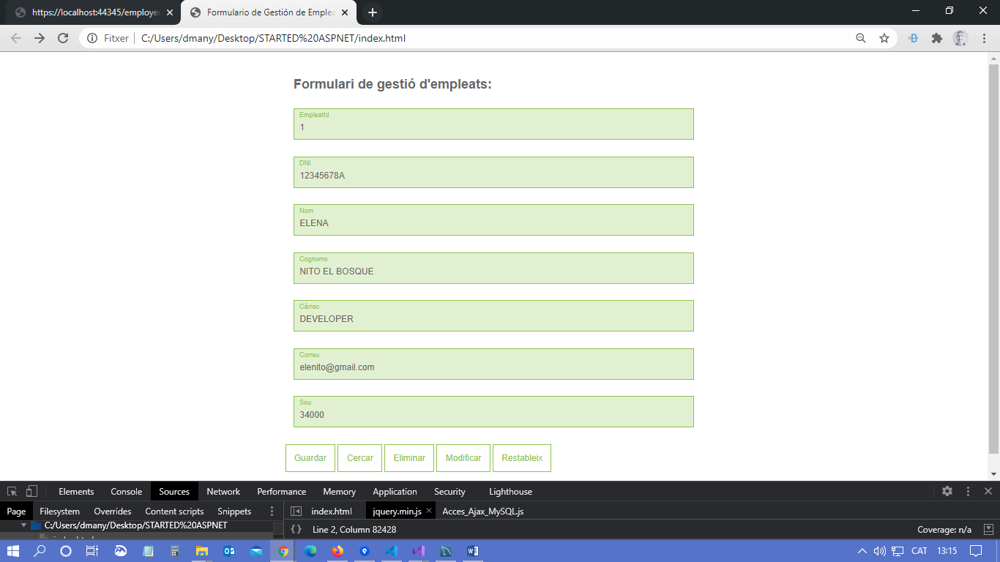 https://localhost:44345/employe
Formulario de Gestión de Emplea
Fitxer
C:/Users/dmany/Desktop/STARTED%20ASPNET/index.html
Formulari de gestió d'empleats:
EmpleatId
1
DNI
12345678A
Nom
ELENA
Cognoms
NITO EL BOSQUE
Càrrec
DEVELOPER
Correu
elenito@gmail.com
Sou
34000
Guardar Cercar Eliminar Modificar Restableix
Elements Console Sources Network Performance Memory Application Security Lighthouse
Page Filesystem Overrides Content scripts Snippets
index.html jquery.min.js Acces_Ajax_MySQL.js
C:/Users/dmany/Desktop/STARTED%20ASPNET
{ } Line 2, Column 82428
Coverage: n/a
CAT 13:15